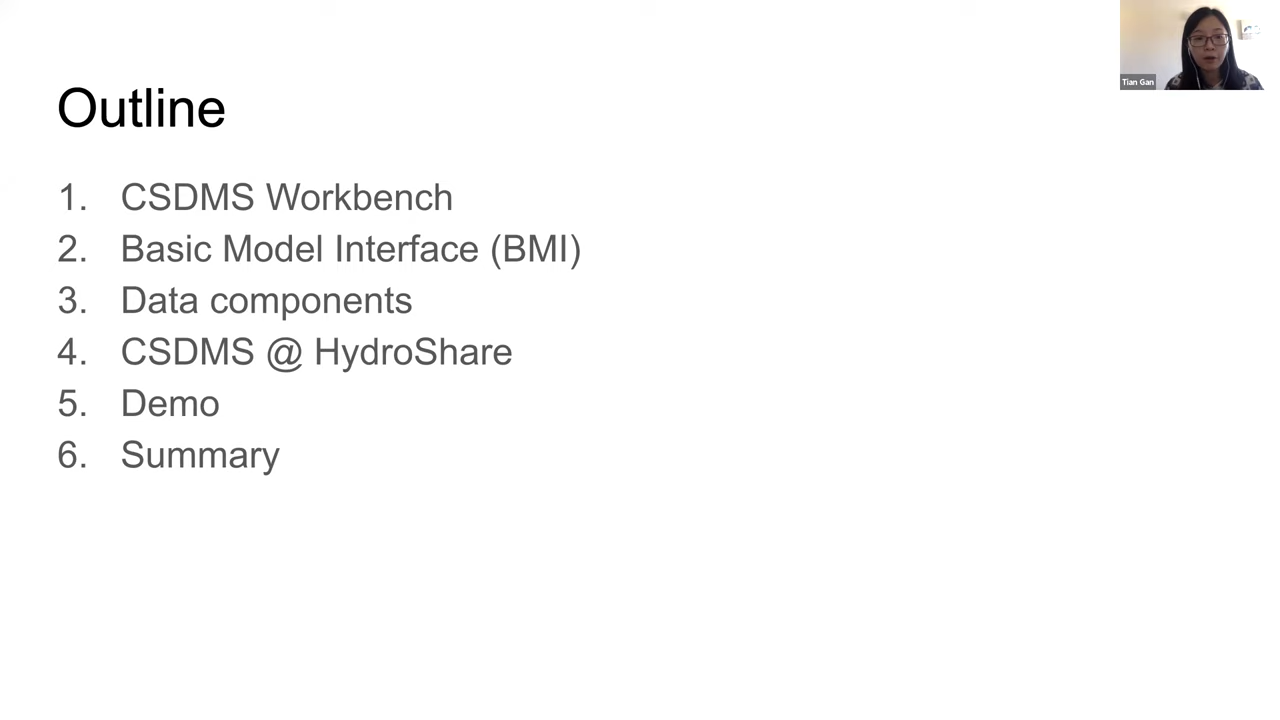 Outline
1. CSDMS Workbench
2. Basic Model Interface (BMI)
3. Data components
4. CSDMS @ HydroShare
5. Demo
6. Summary
Tian Gan